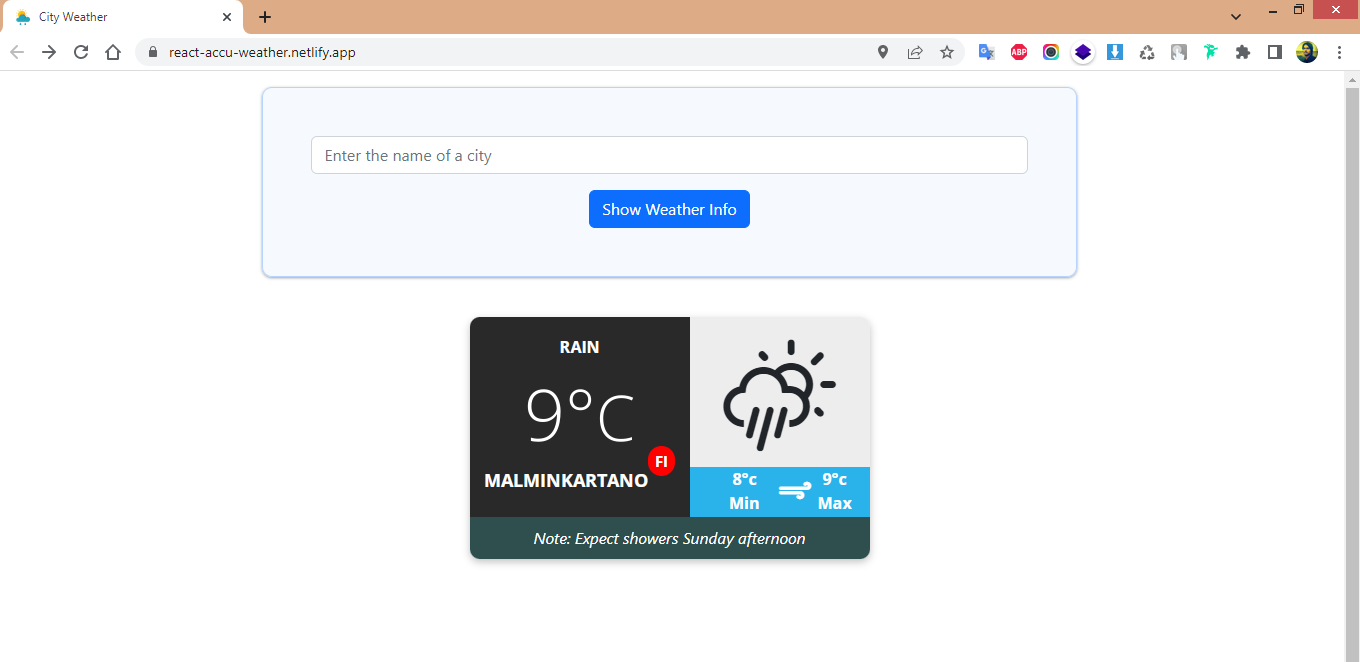 City Weather
react-accu-weather.netlify.app
ABP
Enter the name of a city
Show Weather Info
RAIN
9°C
FI
MALMINKARTANO
8°c 9°c
Min Max
Note: Expect showers Sunday afternoon